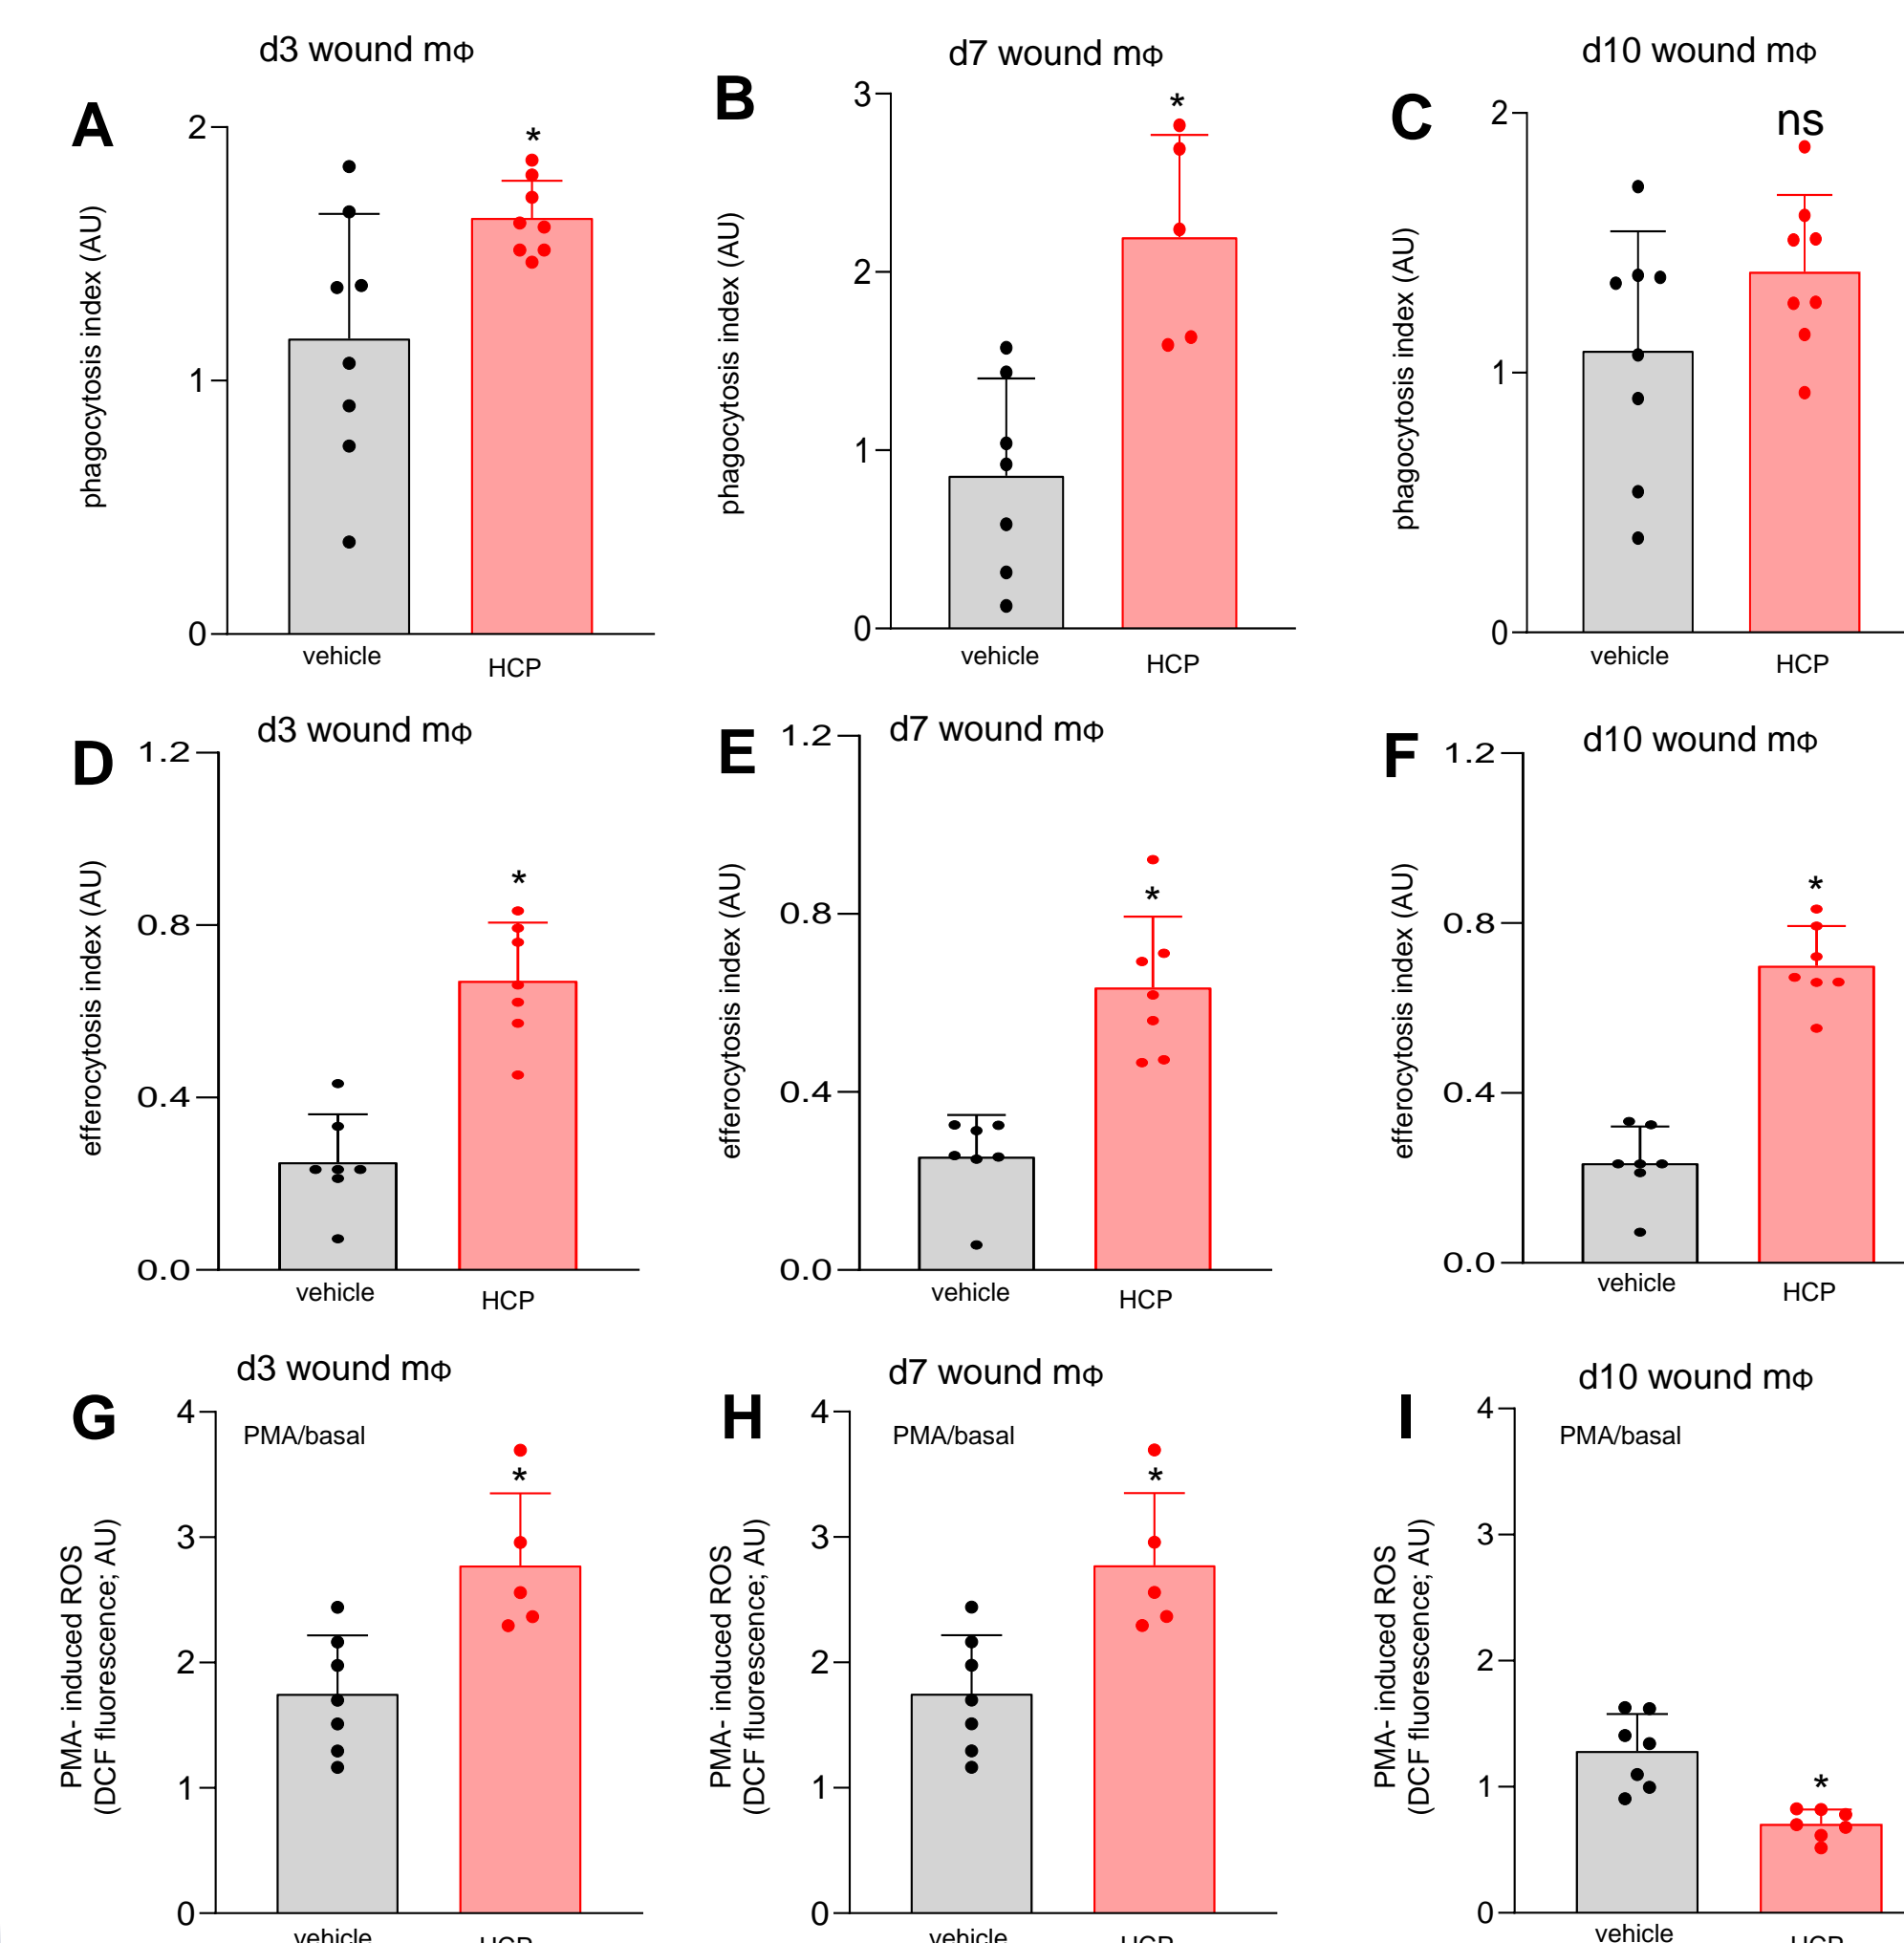 d3 wound mΦ
A
2
1
0
phagocytosis index (AU)
*
vehicle
HCP
d7 wound mΦ
B
3
2
1
0
phagocytosis index (AU)
*
vehicle
HCP
d10 wound mΦ
C
2
1
0
phagocytosis index (AU)
ns
vehicle
HCP
d3 wound mΦ
D
1.2
0.8
0.4
0.0
efferocytosis index (AU)
*
vehicle
HCP
d7 wound mΦ
E
1.2
0.8
0.4
0.0
efferocytosis index (AU)
*
vehicle
HCP
d10 wound mΦ
F
1.2
0.8
0.4
0.0
efferocytosis index (AU)
*
vehicle
HCP
d3 wound mΦ
G
4
3
2
1
0
PMA/basal
PMA- induced ROS
(DCF fluorescence; AU)
*
vehicle
HCP
d7 wound mΦ
H
4
3
2
1
0
PMA/basal
PMA- induced ROS
(DCF fluorescence; AU)
*
vehicle
HCP
d10 wound mΦ
I
4
3
2
1
0
PMA/basal
PMA- induced ROS
(DCF fluorescence; AU)
*
vehicle
HCP